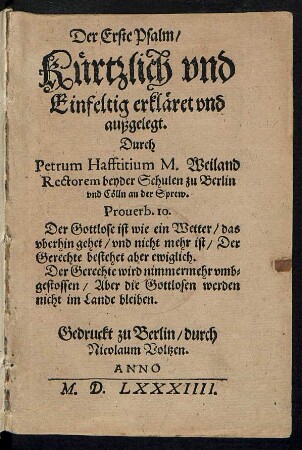 Der Erste Psalm/
Kürtzlich vnd
Einfeltig erkläret vnd
außgelegt.
Durch
Petrum Hafftitium M. Weiland
Rectorem beyder Schulen zu Berlin
vnd Cölln an der Sprew.
Prouerb. 10.
Der Gottlose ist wie ein Wetter/ das
vberhin gehet/ vnd nicht mehr ist/ Der
Gerechte bestehet aber ewiglich.
Der Gerechte wird nimmermehr vmb-
gestossen/ Aber die Gottlosen werden
nicht im Lande bleiben.
Gedruckt zu Berlin/ durch
Nicolaum Voltzen.
ANNO
M. D. LXXXIIII.